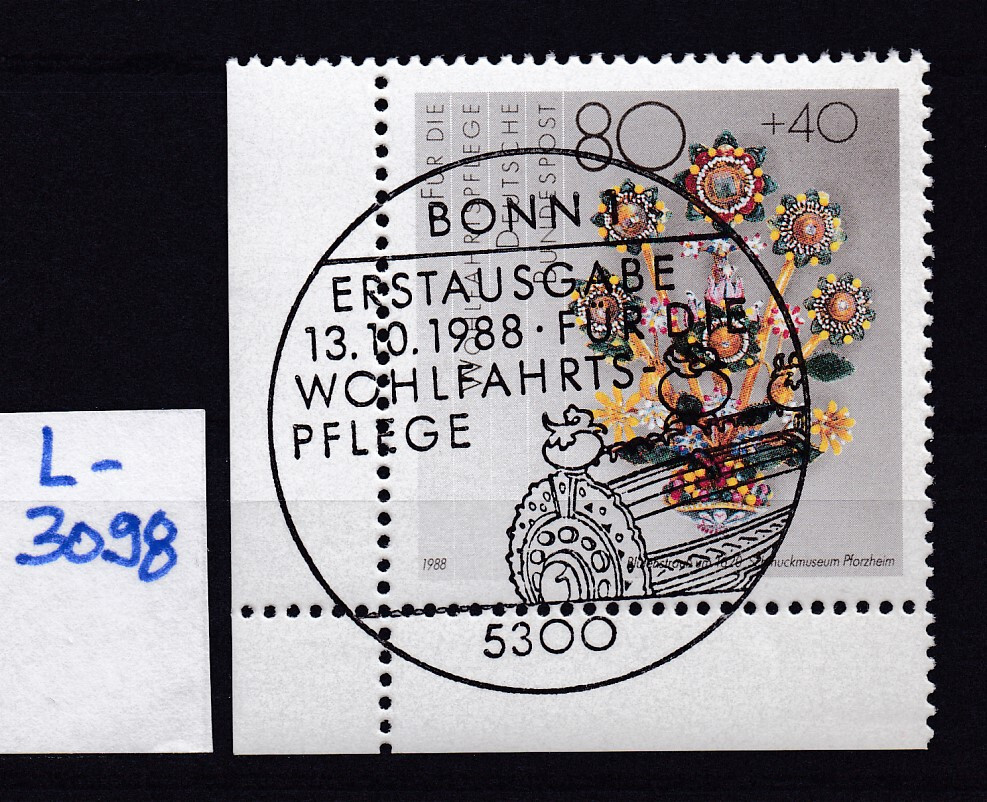 L-
3098
FÜR DIE
WOHLFAHRTSPFLEGE
DEUTSCHE
BUNDESPOST
80 +40
BONN 1
ERSTAUSGABE
13.10.1988 · FÜR DIE
WOHLFAHRTS-
PFLEGE
5300
1988
Schmuckmuseum Pforzheim